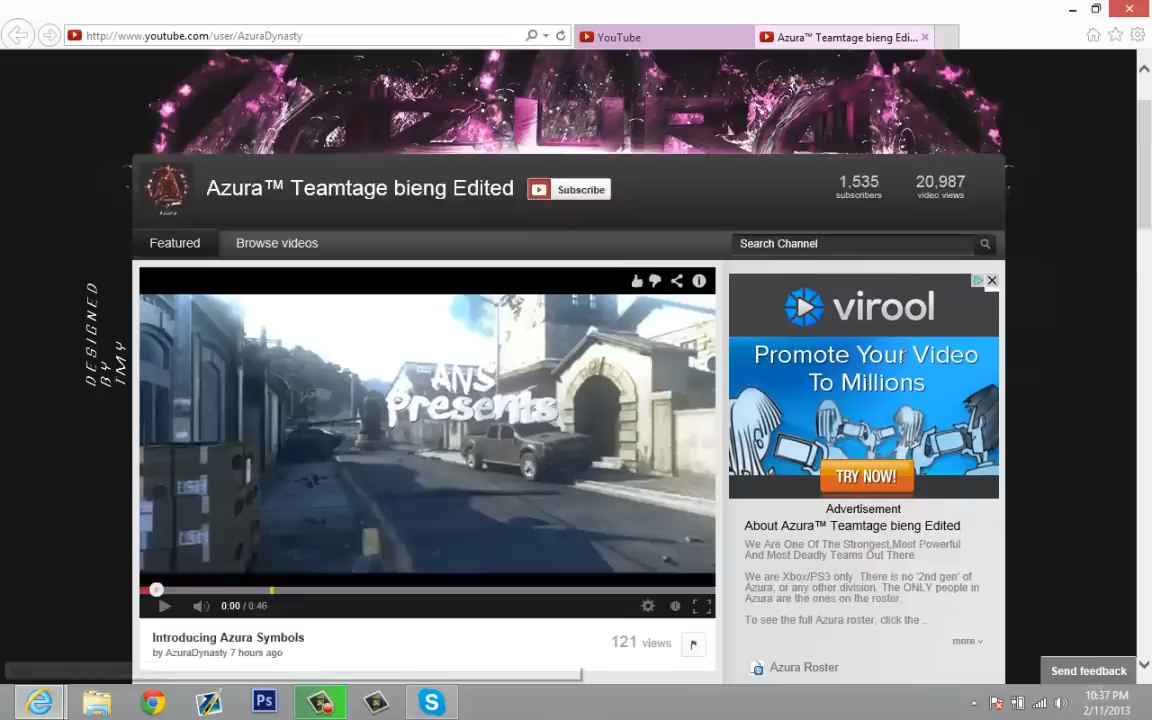 http://www.youtube.com/user/AzuraDynasty
YouTube
Azura™ Teamtage bieng Edi...
AZURA
Azura™ Teamtage bieng Edited
Subscribe
1,535
subscribers
20,987
video views
Featured
Browse videos
Search Channel
DESIGNED
BY
IMY
ANS
Presents
virool
Promote Your Video
To Millions
TRY NOW!
Advertisement
About Azura™ Teamtage bieng Edited
We Are One Of The Strongest,Most Powerful
And Most Deadly Teams Out There.
We are Xbox/PS3 only There is no '2nd gen' of
Azura, or any other division. The ONLY people in
Azura are the ones on the roster.
To see the full Azura roster, click the ...
more
Azura Roster
0:00 / 0:46
Introducing Azura Symbols
by AzuraDynasty 7 hours ago
121 views
Send feedback
Ps
10:37 PM
2/11/2013